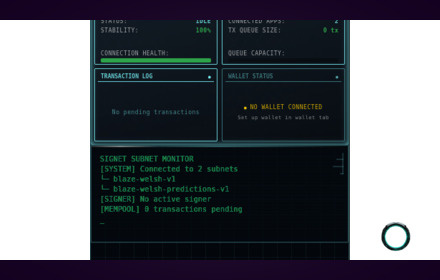 STATUS: IDLE
STABILITY: 100%
CONNECTION HEALTH:
CONNECTED APPS: 2
TX QUEUE SIZE: 0 tx
QUEUE CAPACITY:
TRANSACTION LOG
No pending transactions
WALLET STATUS
NO WALLET CONNECTED
Set up wallet in wallet tab
SIGNET SUBNET MONITOR
[SYSTEM] Connected to 2 subnets
└─ blaze-welsh-v1
└─ blaze-welsh-predictions-v1
[SIGNER] No active signer
[MEMPOOL] 0 transactions pending
_